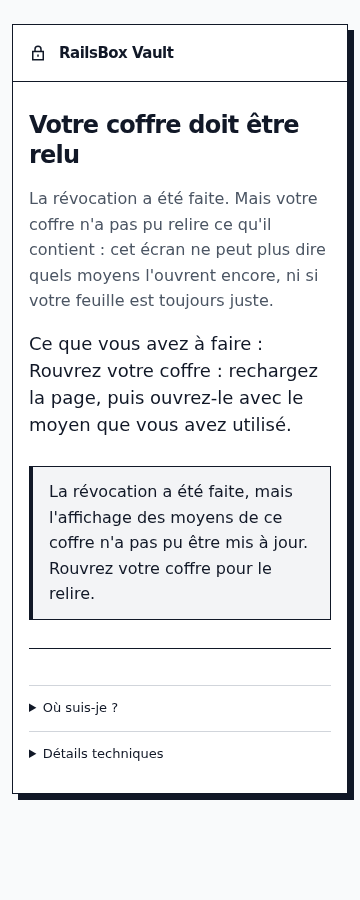 RailsBox Vault
Votre coffre doit être
relu
La révocation a été faite. Mais votre
coffre n'a pas pu relire ce qu'il
contient : cet écran ne peut plus dire
quels moyens l'ouvrent encore, ni si
votre feuille est toujours juste.
Ce que vous avez à faire :
Rouvrez votre coffre : rechargez
la page, puis ouvrez-le avec le
moyen que vous avez utilisé.
La révocation a été faite, mais
l'affichage des moyens de ce
coffre n'a pas pu être mis à jour.
Rouvrez votre coffre pour le
relire.
Où suis-je ?
Détails techniques